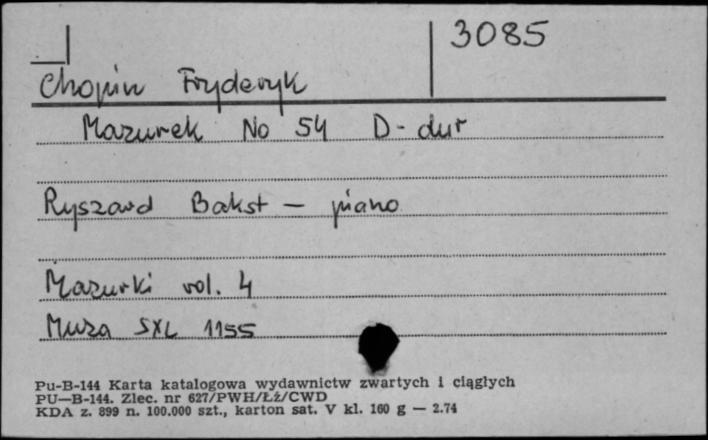 3085
Chopin Fryderyk
Mazurek No 54 D-dur
Ryszard Bakst – piano
Mazurki vol. 4
Muza SXL 1155
Pu-B-144 Karta katalogowa wydawnictw zwartych i ciągłych
PU—B-144. Zlec. nr 627/PWH/Łż/CWD
KDA z. 899 n. 100.000 szt., karton sat. V kl. 160 g — 2.74